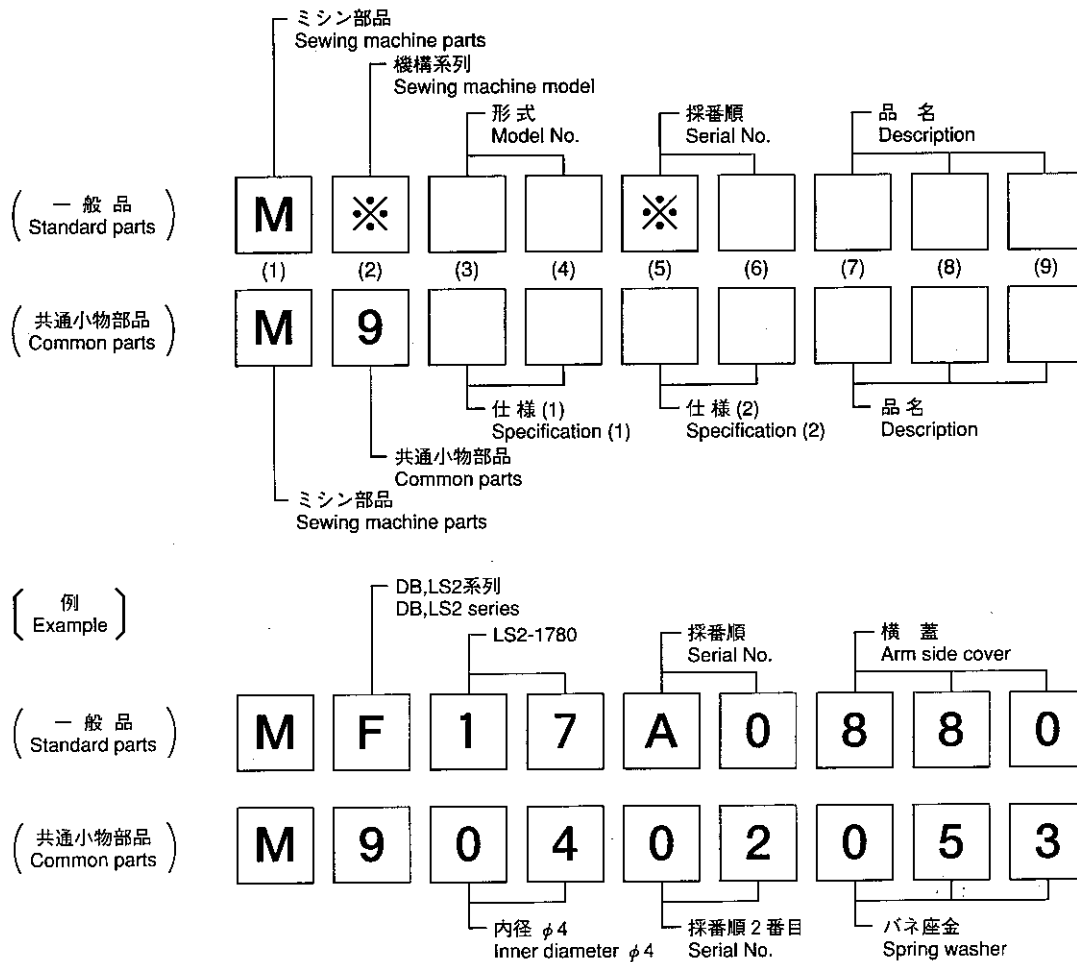 ミシン部品
Sewing machine parts
機構系列
Sewing machine model
形 式
Model No.
採番順
Serial No.
品 名
Description
一 般 品
Standard parts
M ※ ※
(1) (2) (3) (4) (5) (6) (7) (8) (9)
共通小物部品
Common parts
M 9
仕 様 (1)
Specification (1)
仕 様 (2)
Specification (2)
品 名
Description
共通小物部品
Common parts
ミシン部品
Sewing machine parts
例
Example
DB,LS2系列
DB,LS2 series
LS2-1780
採番順
Serial No.
横 蓋
Arm side cover
一 般 品
Standard parts
M F 1 7 A 0 8 8 0
共通小物部品
Common parts
M 9 0 4 0 2 0 5 3
内径 φ4
Inner diameter φ4
採番順 2 番目
Serial No.
バネ座金
Spring washer